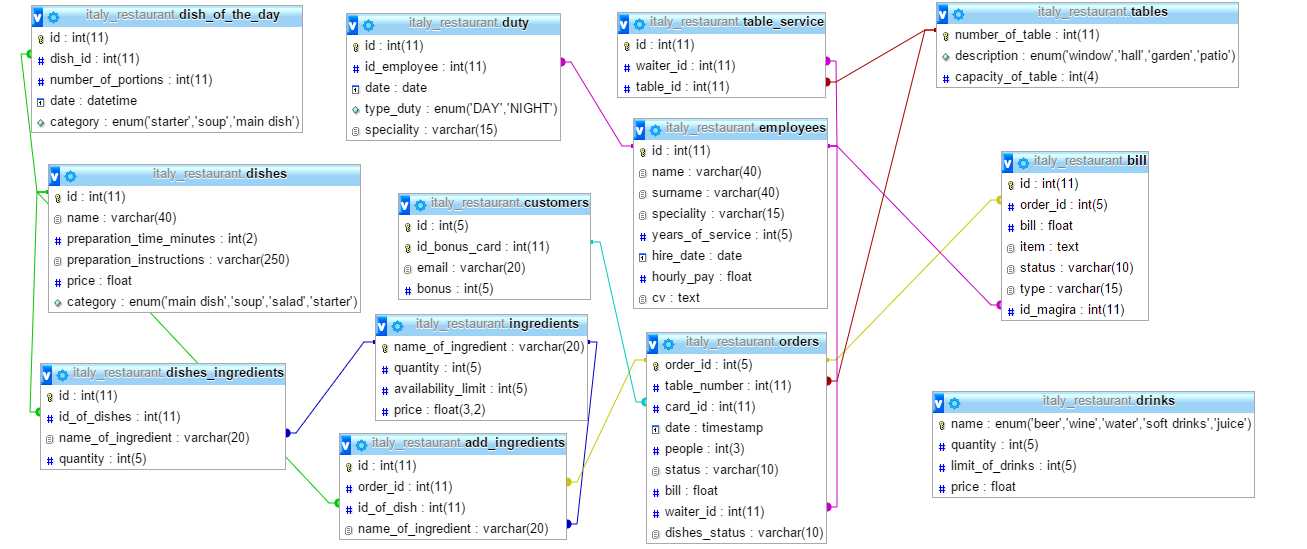 italy_restaurant.dish_of_the_day
id : int(11)
dish_id : int(11)
number_of_portions : int(11)
date : datetime
category : enum('starter','soup','main dish')
italy_restaurant.duty
id : int(11)
id_employee : int(11)
date : date
type_duty : enum('DAY','NIGHT')
speciality : varchar(15)
italy_restaurant.table_service
id : int(11)
waiter_id : int(11)
table_id : int(11)
italy_restaurant.tables
number_of_table : int(11)
description : enum('window','hall','garden','patio')
capacity_of_table : int(4)
italy_restaurant.dishes
id : int(11)
name : varchar(40)
preparation_time_minutes : int(2)
preparation_instructions : varchar(250)
price : float
category : enum('main dish','soup','salad','starter')
italy_restaurant.customers
id : int(5)
id_bonus_card : int(11)
email : varchar(20)
bonus : int(5)
italy_restaurant.employees
id : int(11)
name : varchar(40)
surname : varchar(40)
speciality : varchar(15)
years_of_service : int(5)
hire_date : date
hourly_pay : float
cv : text
italy_restaurant.bill
id : int(11)
order_id : int(5)
bill : float
item : text
status : varchar(10)
type : varchar(15)
id_magira : int(11)
italy_restaurant.ingredients
name_of_ingredient : varchar(20)
quantity : int(5)
availability_limit : int(5)
price : float(3,2)
italy_restaurant.dishes_ingredients
id : int(11)
id_of_dishes : int(11)
name_of_ingredient : varchar(20)
quantity : int(5)
italy_restaurant.add_ingredients
id : int(11)
order_id : int(11)
id_of_dish : int(11)
name_of_ingredient : varchar(20)
italy_restaurant.orders
order_id : int(5)
table_number : int(11)
card_id : int(11)
date : timestamp
people : int(3)
status : varchar(10)
bill : float
waiter_id : int(11)
dishes_status : varchar(10)
italy_restaurant.drinks
name : enum('beer','wine','water','soft drinks','juice')
quantity : int(5)
limit_of_drinks : int(5)
price : float